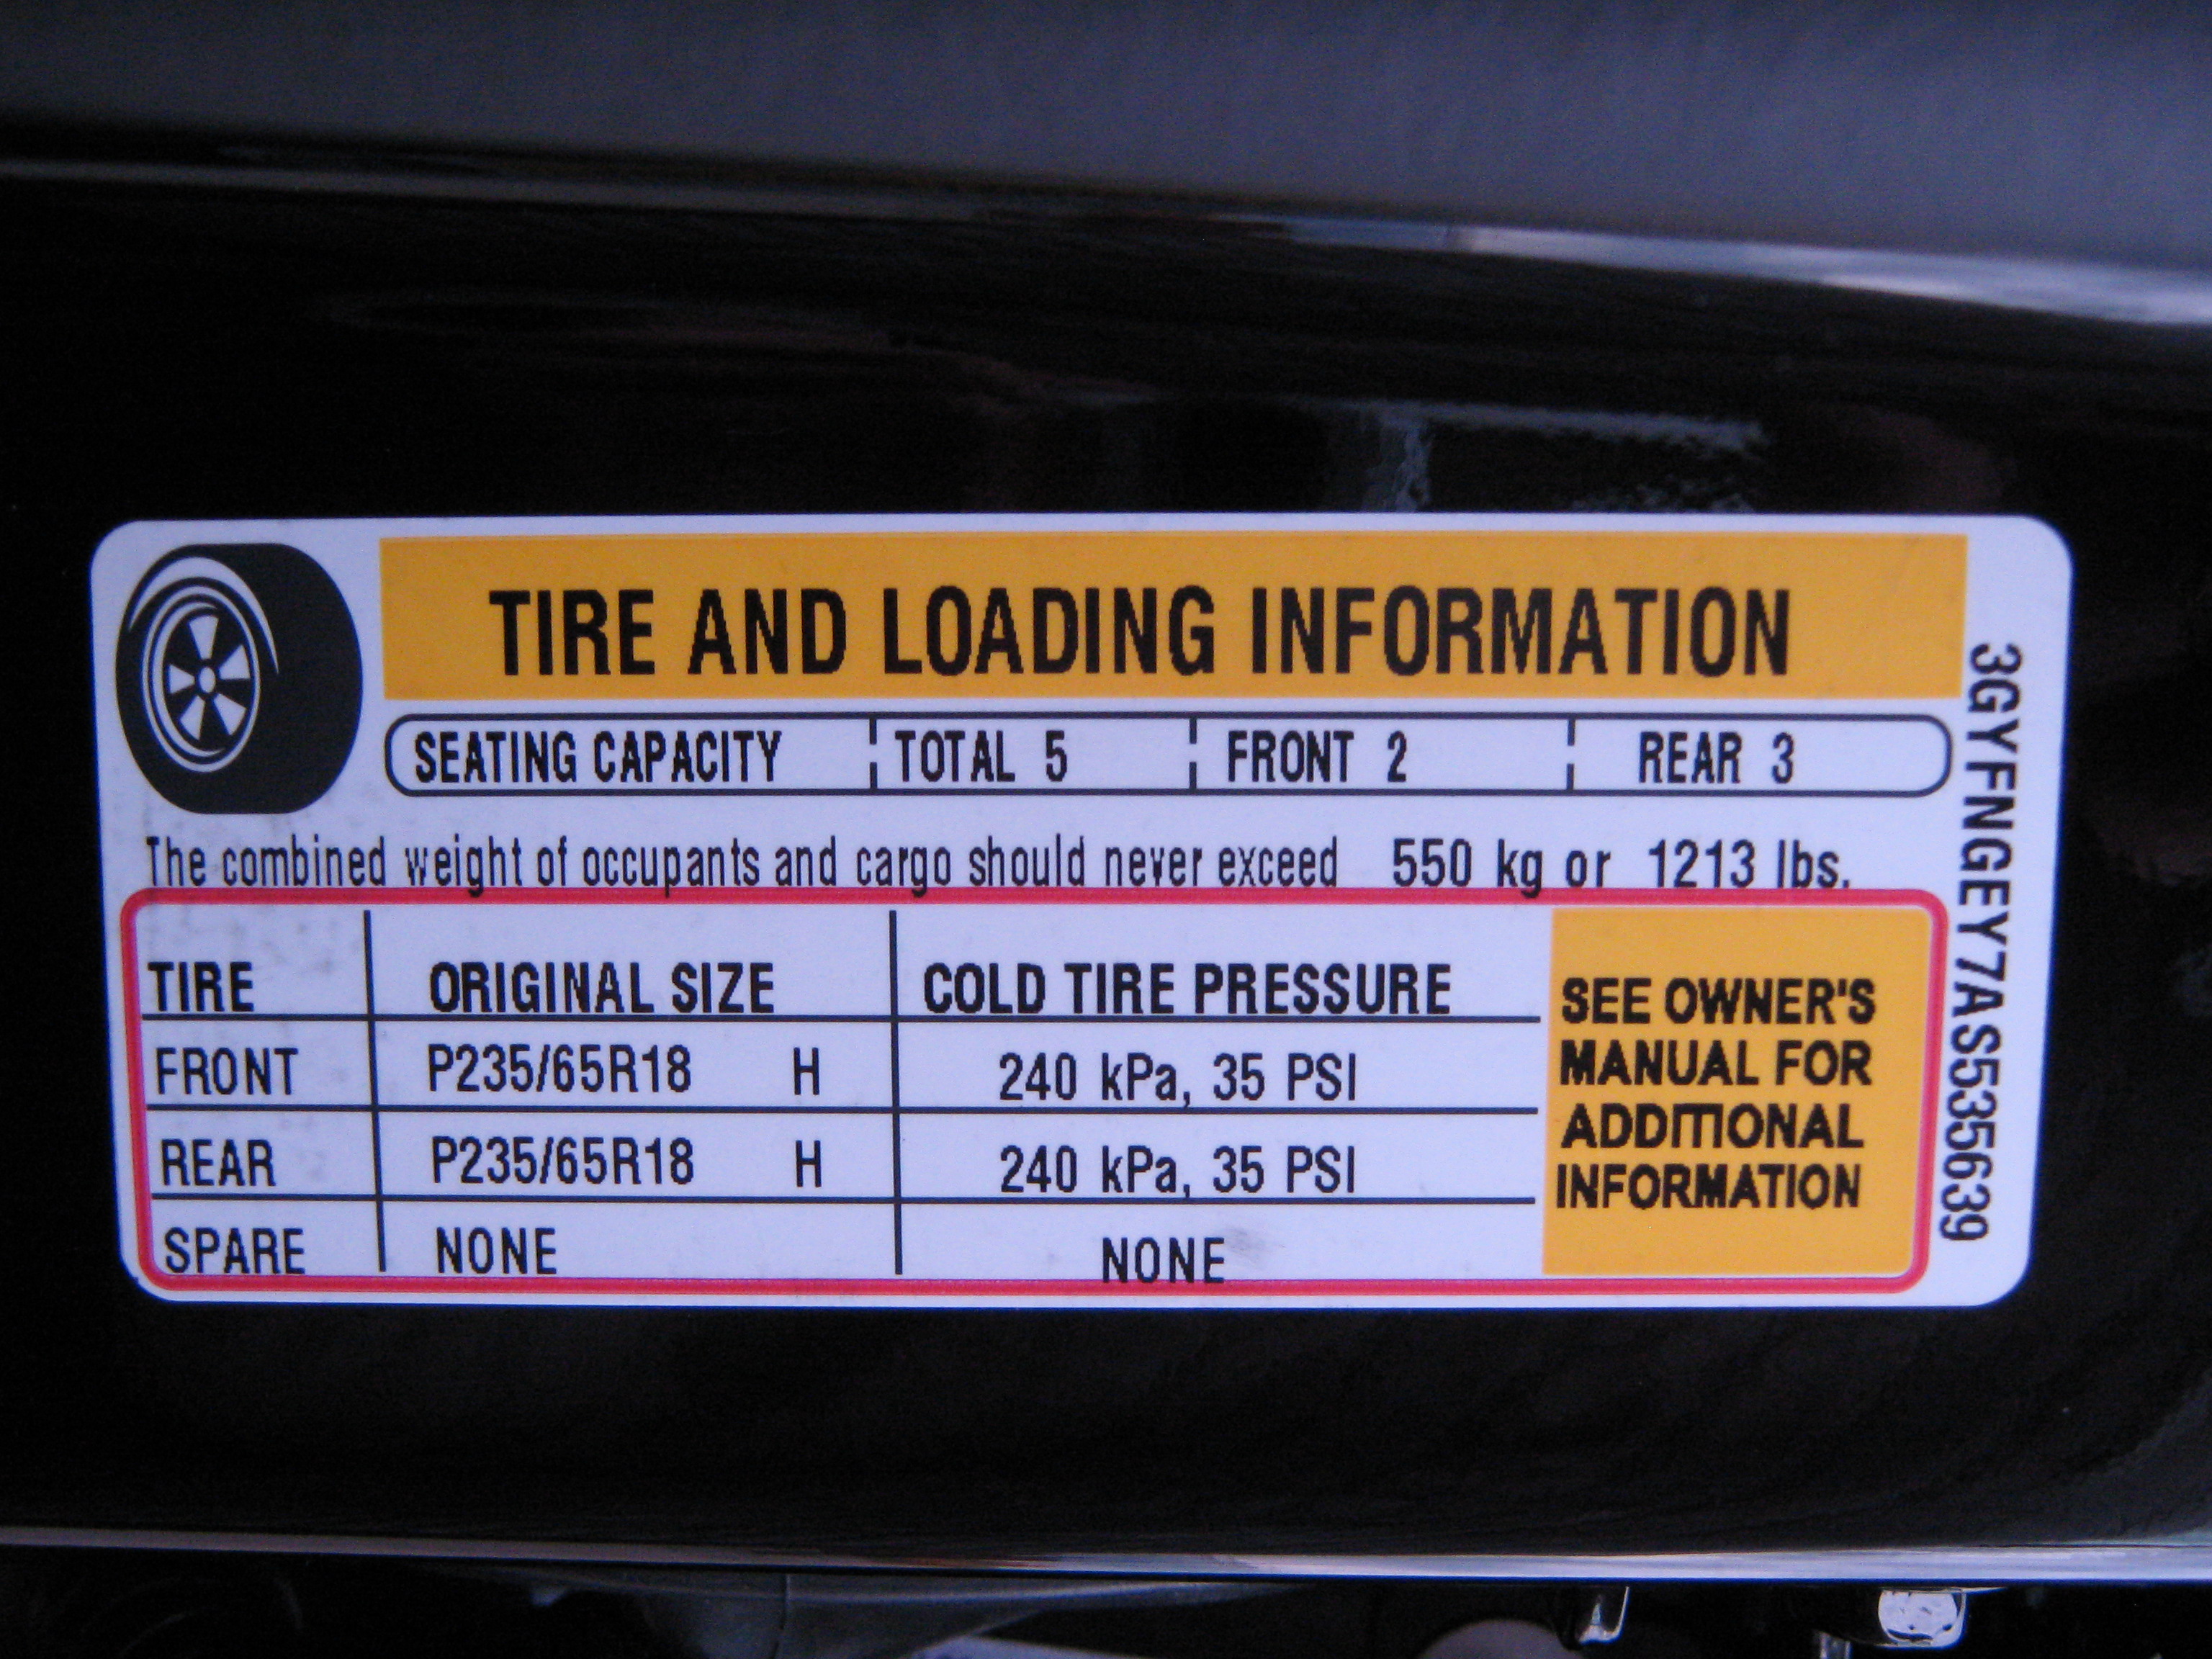 TIRE AND LOADING INFORMATION
SEATING CAPACITY TOTAL 5 FRONT 2 REAR 3
The combined weight of occupants and cargo should never exceed 550 kg or 1213 lbs.
TIRE ORIGINAL SIZE COLD TIRE PRESSURE
FRONT P235/65R18 H 240 kPa, 35 PSI
REAR P235/65R18 H 240 kPa, 35 PSI
SPARE NONE NONE
SEE OWNER'S
MANUAL FOR
ADDITIONAL
INFORMATION
3GYFNGEY7AS535639